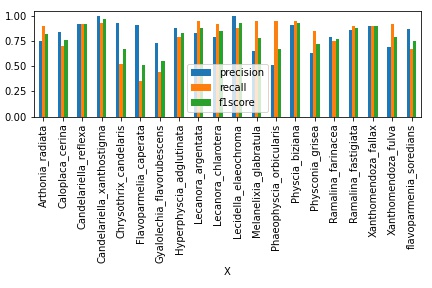 1.00
0.75
0.50
0.25
0.00
precision
recall
f1score
Arthonia_radiata
Caloplaca_cerina
Candelariella_reflexa
Candelariella_xanthostigma
Chrysothrix_candelaris
Flavoparmelia_caperata
Gyalolechia_flavorubescens
Hyperphyscia_adglutinata
Lecanora_argentata
Lecanora_chlarotera
Lecidella_elaeochroma
Melanelixia_glabratula
Phaeophyscia_orbicularis
Physcia_biziana
Physconia_grisea
Ramalina_farinacea
Ramalina_fastigiata
Xanthomendoza_fallax
Xanthomendoza_fulva
flavoparmenia_soredians
X